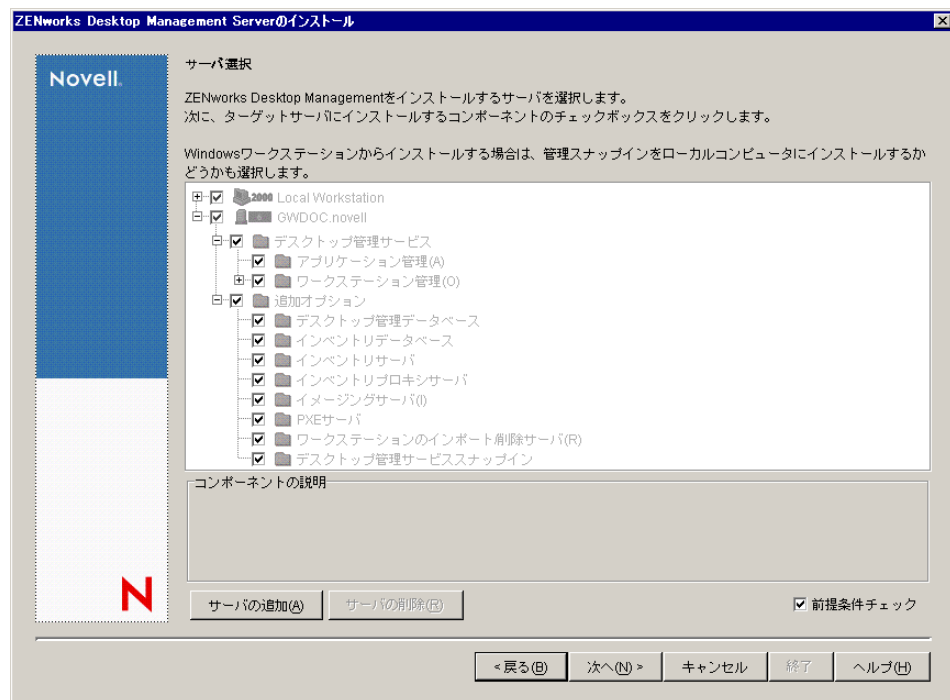 ZENworks Desktop Management Serverのインストール
Novell.
サーバ選択
ZENworks Desktop Managementをインストールするサーバを選択します。
次に、ターゲットサーバにインストールするコンポーネントのチェックボックスをクリックします。
Windowsワークステーションからインストールする場合は、管理スナップインをローカルコンピュータにインストールするか
どうかも選択します。
2000 Local Workstation
GWDOC.novell
デスクトップ管理サービス
アプリケーション管理(A)
ワークステーション管理(O)
追加オプション
デスクトップ管理データベース
インベントリデータベース
インベントリサーバ
インベントリプロキシサーバ
イメージングサーバ(I)
PXEサーバ
ワークステーションのインポート削除サーバ(R)
デスクトップ管理サービススナップイン
コンポーネントの説明
N
サーバの追加(A) サーバの削除(R) 前提条件チェック
<戻る(B) 次へ(N)> キャンセル 終了 ヘルプ(H)